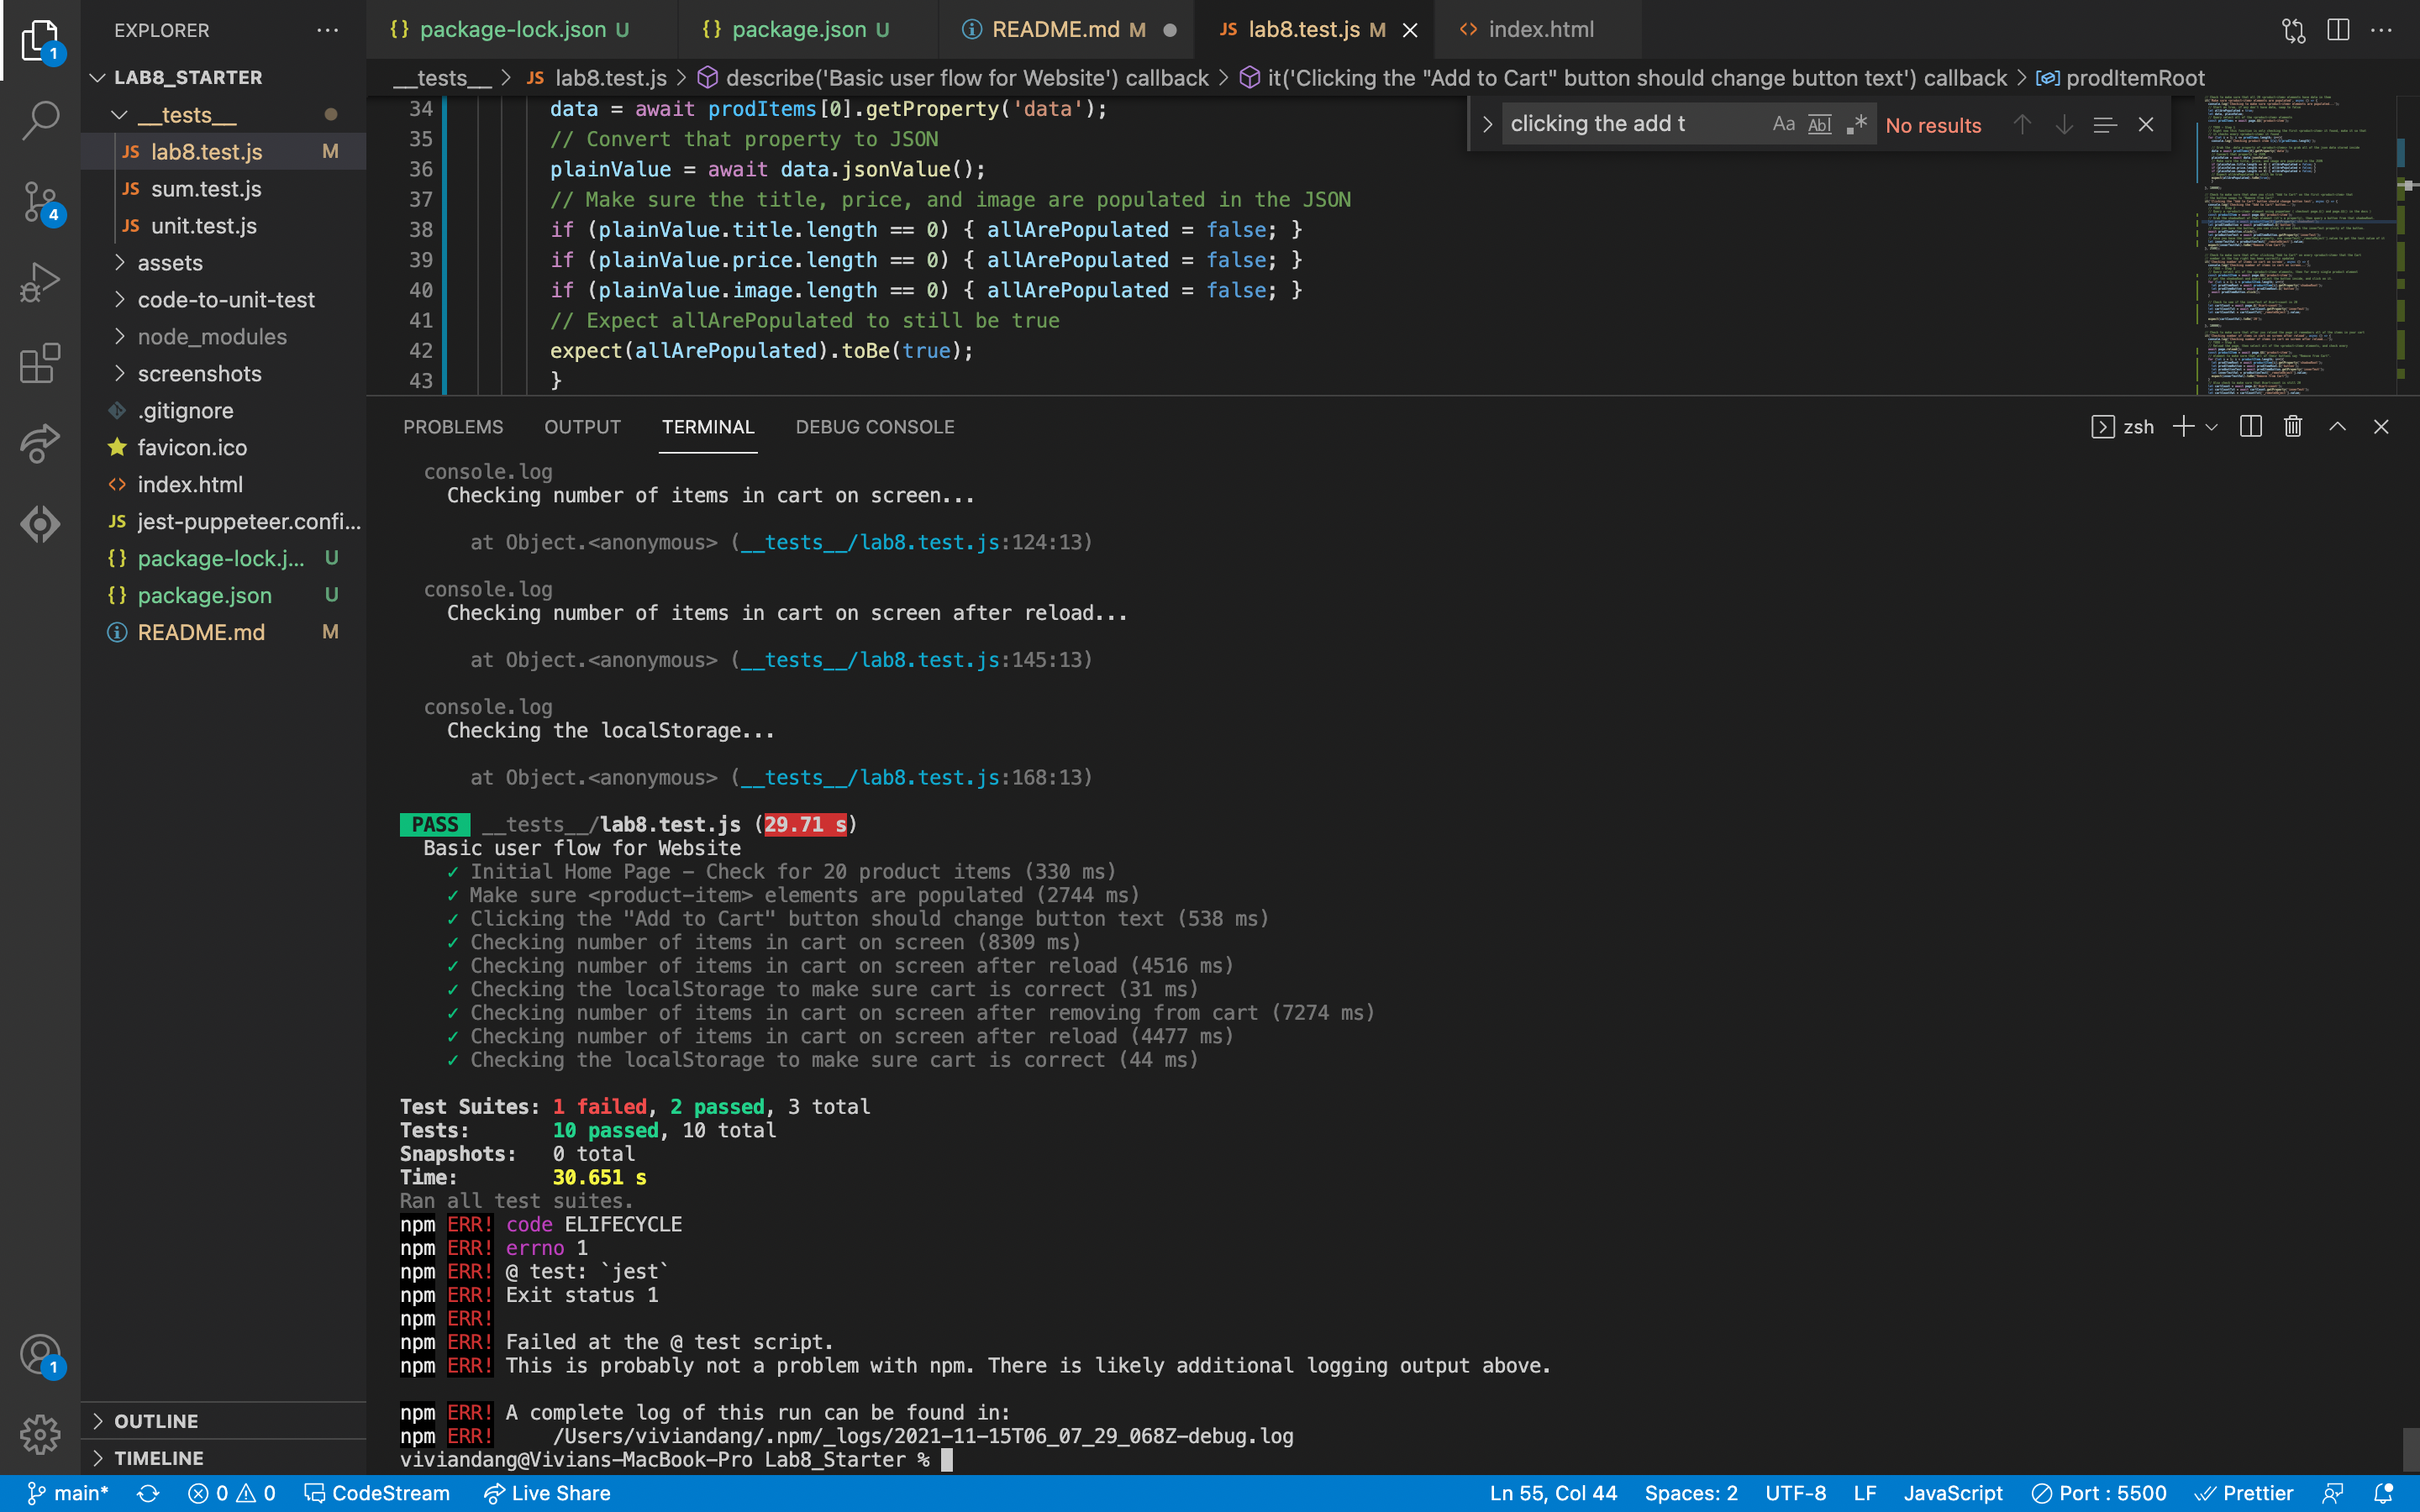 EXPLORER
LAB8_STARTER
__tests__
JS lab8.test.js M
JS sum.test.js
JS unit.test.js
assets
code-to-unit-test
node_modules
screenshots
.gitignore
favicon.ico
<> index.html
JS jest-puppeteer.confi...
{} package-lock.j... U
{} package.json U
README.md M
OUTLINE
TIMELINE
1
4
1
{} package-lock.json U
{} package.json U
README.md M
JS lab8.test.js M
<> index.html
__tests__ > JS lab8.test.js > describe('Basic user flow for Website') callback > it('Clicking the "Add to Cart" button should change button text') callback > prodItemRoot
clicking the add t
Aa Abl .*
No results
34 data = await prodItems[0].getProperty('data');
35 // Convert that property to JSON
36 plainValue = await data.jsonValue();
37 // Make sure the title, price, and image are populated in the JSON
38 if (plainValue.title.length == 0) { allArePopulated = false; }
39 if (plainValue.price.length == 0) { allArePopulated = false; }
40 if (plainValue.image.length == 0) { allArePopulated = false; }
41 // Expect allArePopulated to still be true
42 expect(allArePopulated).toBe(true);
43 }
PROBLEMS OUTPUT TERMINAL DEBUG CONSOLE
zsh
console.log
Checking number of items in cart on screen...
at Object.<anonymous> (__tests__/lab8.test.js:124:13)
console.log
Checking number of items in cart on screen after reload...
at Object.<anonymous> (__tests__/lab8.test.js:145:13)
console.log
Checking the localStorage...
at Object.<anonymous> (__tests__/lab8.test.js:168:13)
PASS __tests__/lab8.test.js (29.71 s)
Basic user flow for Website
✓ Initial Home Page – Check for 20 product items (330 ms)
✓ Make sure <product-item> elements are populated (2744 ms)
✓ Clicking the "Add to Cart" button should change button text (538 ms)
✓ Checking number of items in cart on screen (8309 ms)
✓ Checking number of items in cart on screen after reload (4516 ms)
✓ Checking the localStorage to make sure cart is correct (31 ms)
✓ Checking number of items in cart on screen after removing from cart (7274 ms)
✓ Checking number of items in cart on screen after reload (4477 ms)
✓ Checking the localStorage to make sure cart is correct (44 ms)
Test Suites: 1 failed, 2 passed, 3 total
Tests: 10 passed, 10 total
Snapshots: 0 total
Time: 30.651 s
Ran all test suites.
npm ERR! code ELIFECYCLE
npm ERR! errno 1
npm ERR! @ test: `jest`
npm ERR! Exit status 1
npm ERR!
npm ERR! Failed at the @ test script.
npm ERR! This is probably not a problem with npm. There is likely additional logging output above.
npm ERR! A complete log of this run can be found in:
npm ERR! /Users/viviandang/.npm/_logs/2021-11-15T06_07_29_068Z-debug.log
viviandang@Vivians-MacBook-Pro Lab8_Starter %
main* 0 0 CodeStream Live Share
Ln 55, Col 44 Spaces: 2 UTF-8 LF JavaScript Port : 5500 Prettier